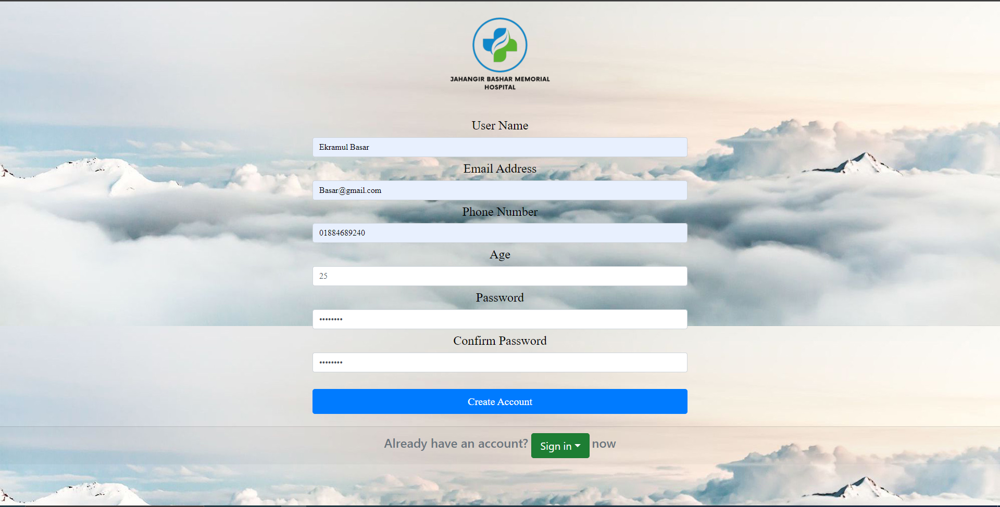 JAHANGIR BASHAR MEMORIAL
HOSPITAL
User Name
Ekramul Basar
Email Address
Basar@gmail.com
Phone Number
01884689240
Age
25
Password
••••••••
Confirm Password
••••••••
Create Account
Already have an account? Sign in now